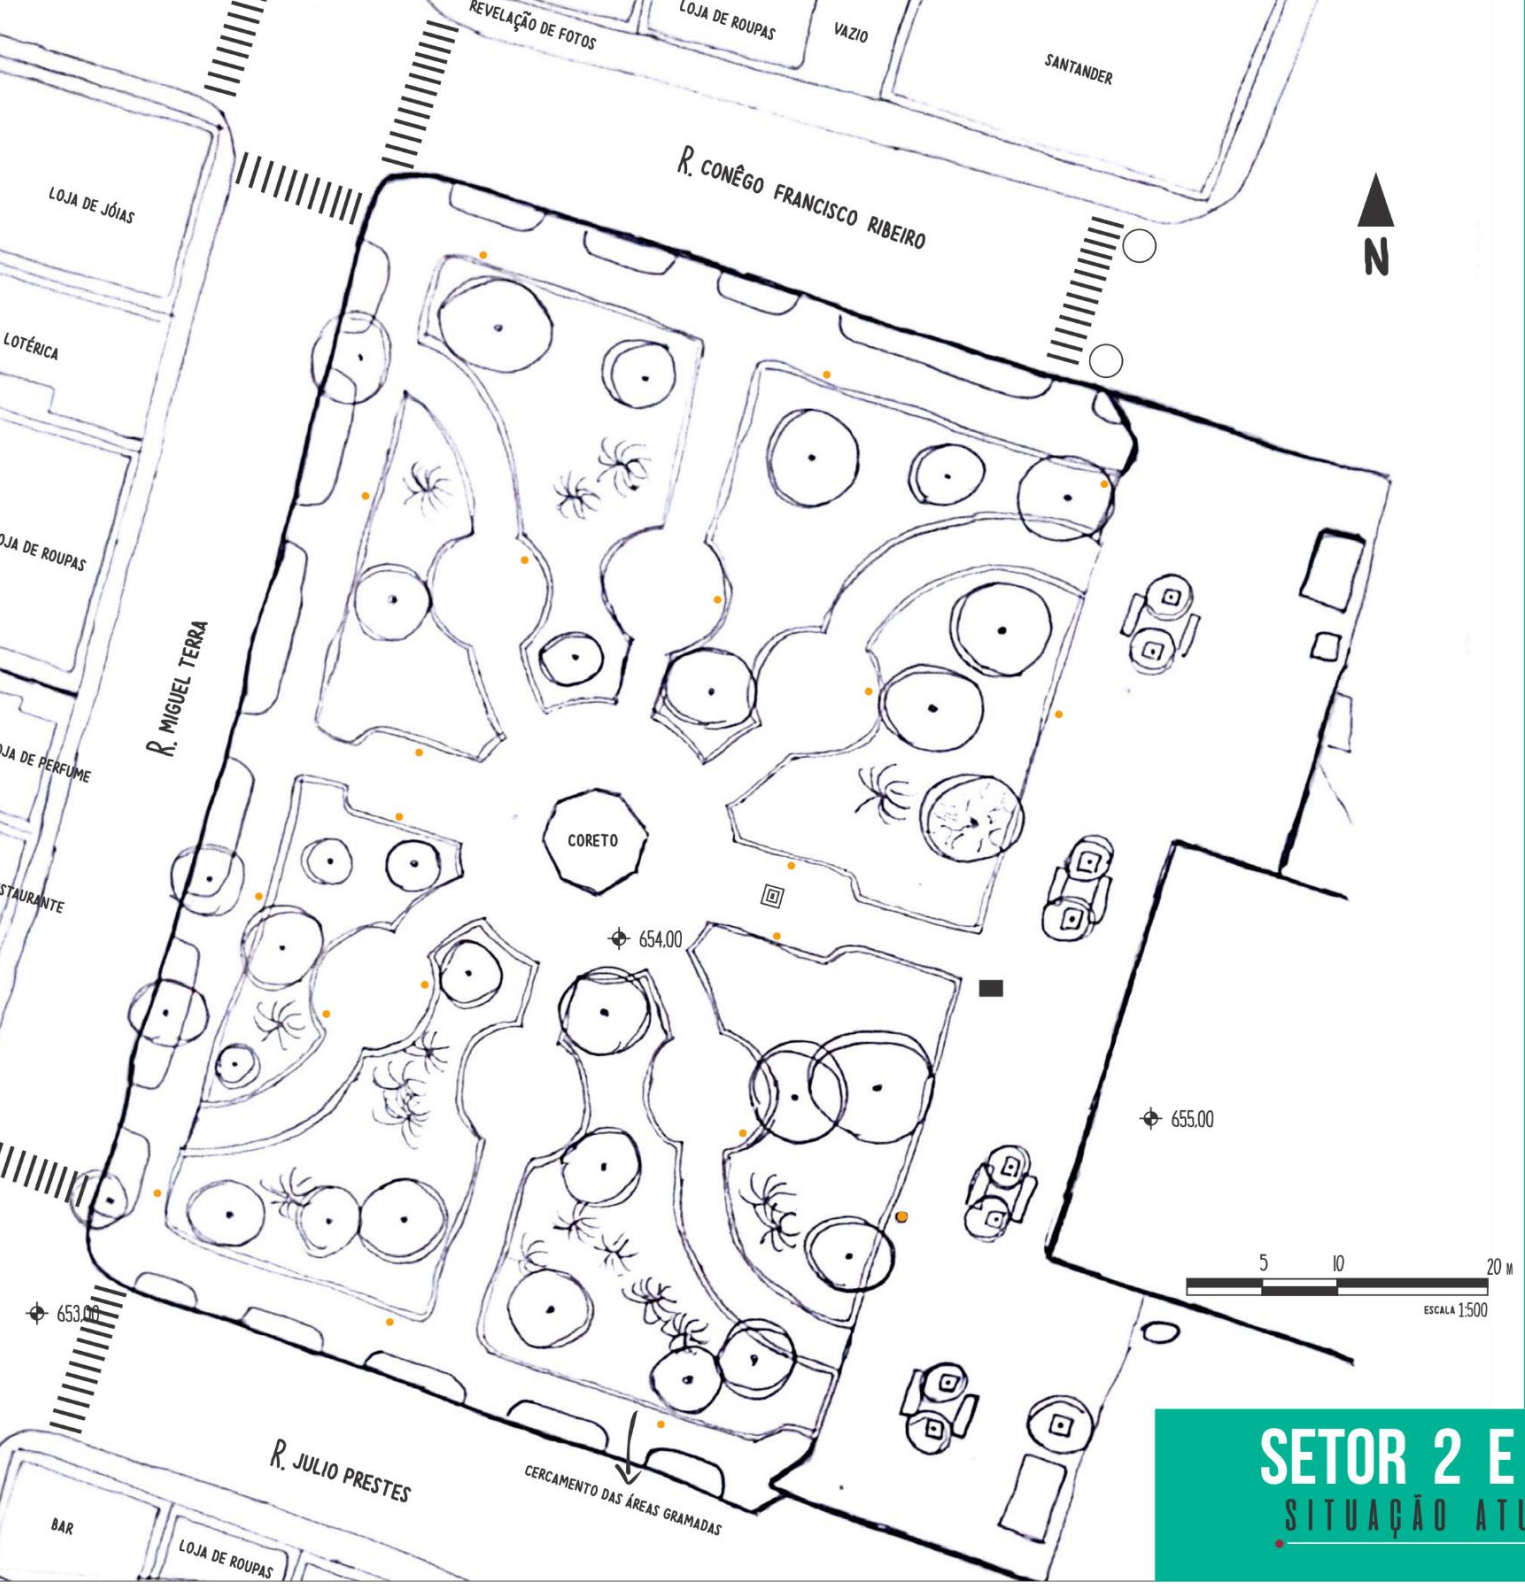 REVELAÇÃO DE FOTOS
LOJA DE ROUPAS
VAZIO
SANTANDER
R. CONÊGO FRANCISCO RIBEIRO
LOJA DE JÓIAS
N
LOTÉRICA
OJA DE ROUPAS
R. MIGUEL TERRA
OJA DE PERFUME
CORETO
STAURANTE
654,00
655,00
5 10 20 M
ESCALA 1:500
653,00
R. JULIO PRESTES
CERCAMENTO DAS ÁREAS GRAMADAS
BAR
LOJA DE ROUPAS
SETOR 2 E
SITUAÇÃO ATU